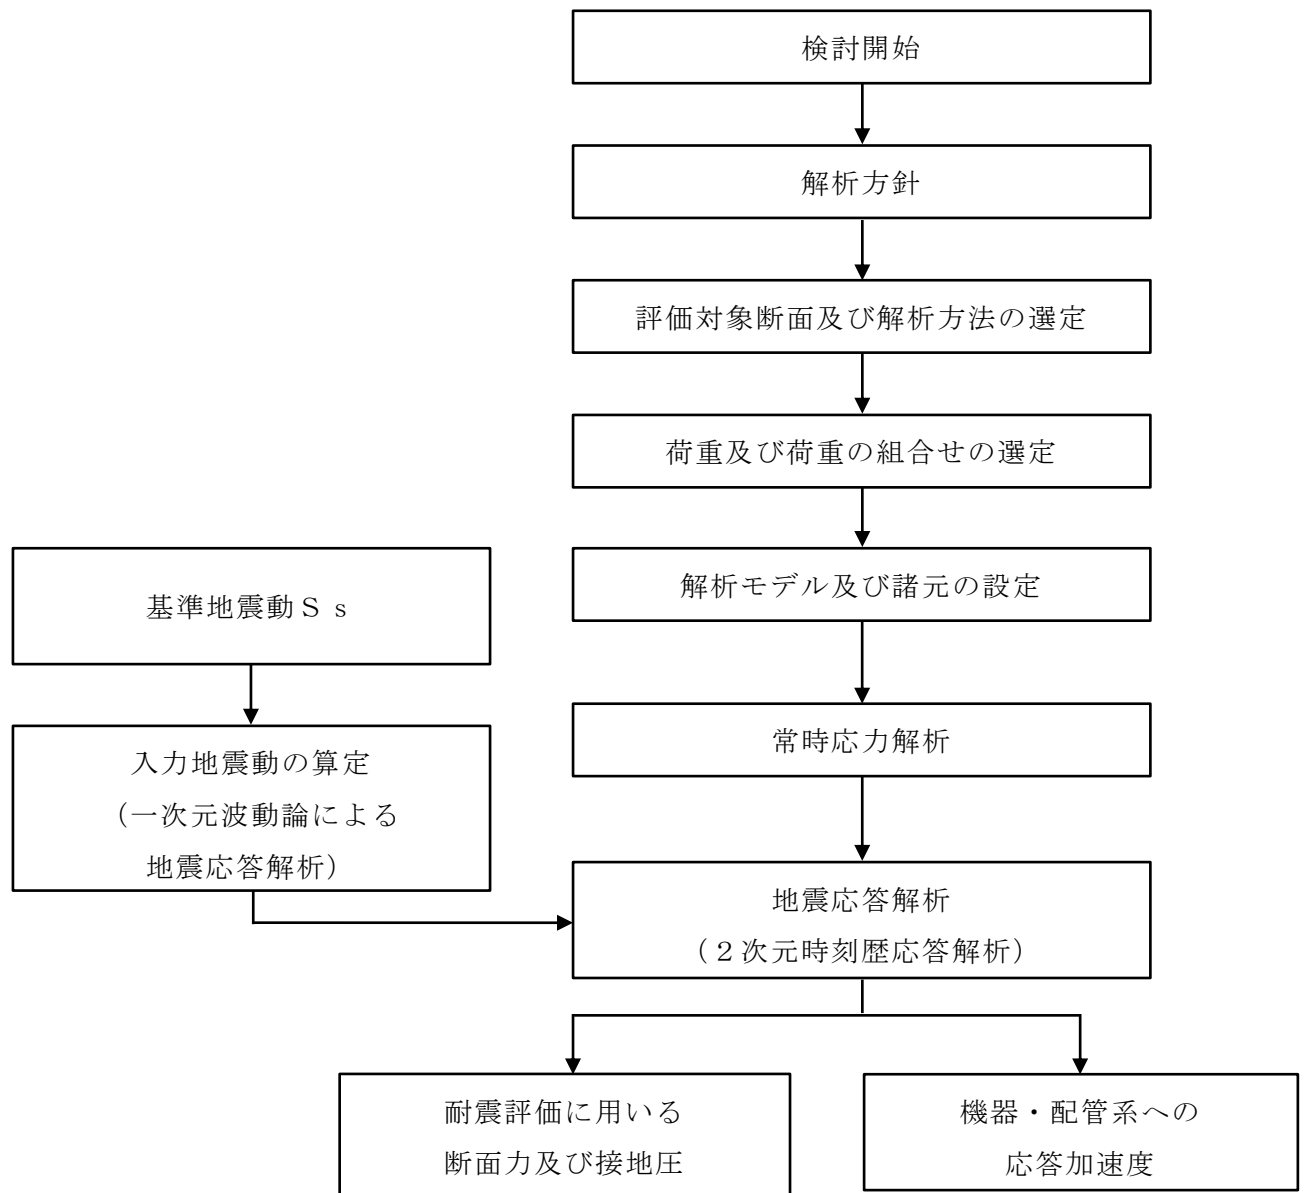 検討開始
解析方針
評価対象断面及び解析方法の選定
荷重及び荷重の組合せの選定
解析モデル及び諸元の設定
基準地震動Ｓｓ
常時応力解析
入力地震動の算定
（一次元波動論による
地震応答解析）
地震応答解析
（２次元時刻歴応答解析）
耐震評価に用いる
断面力及び接地圧
機器・配管系への
応答加速度